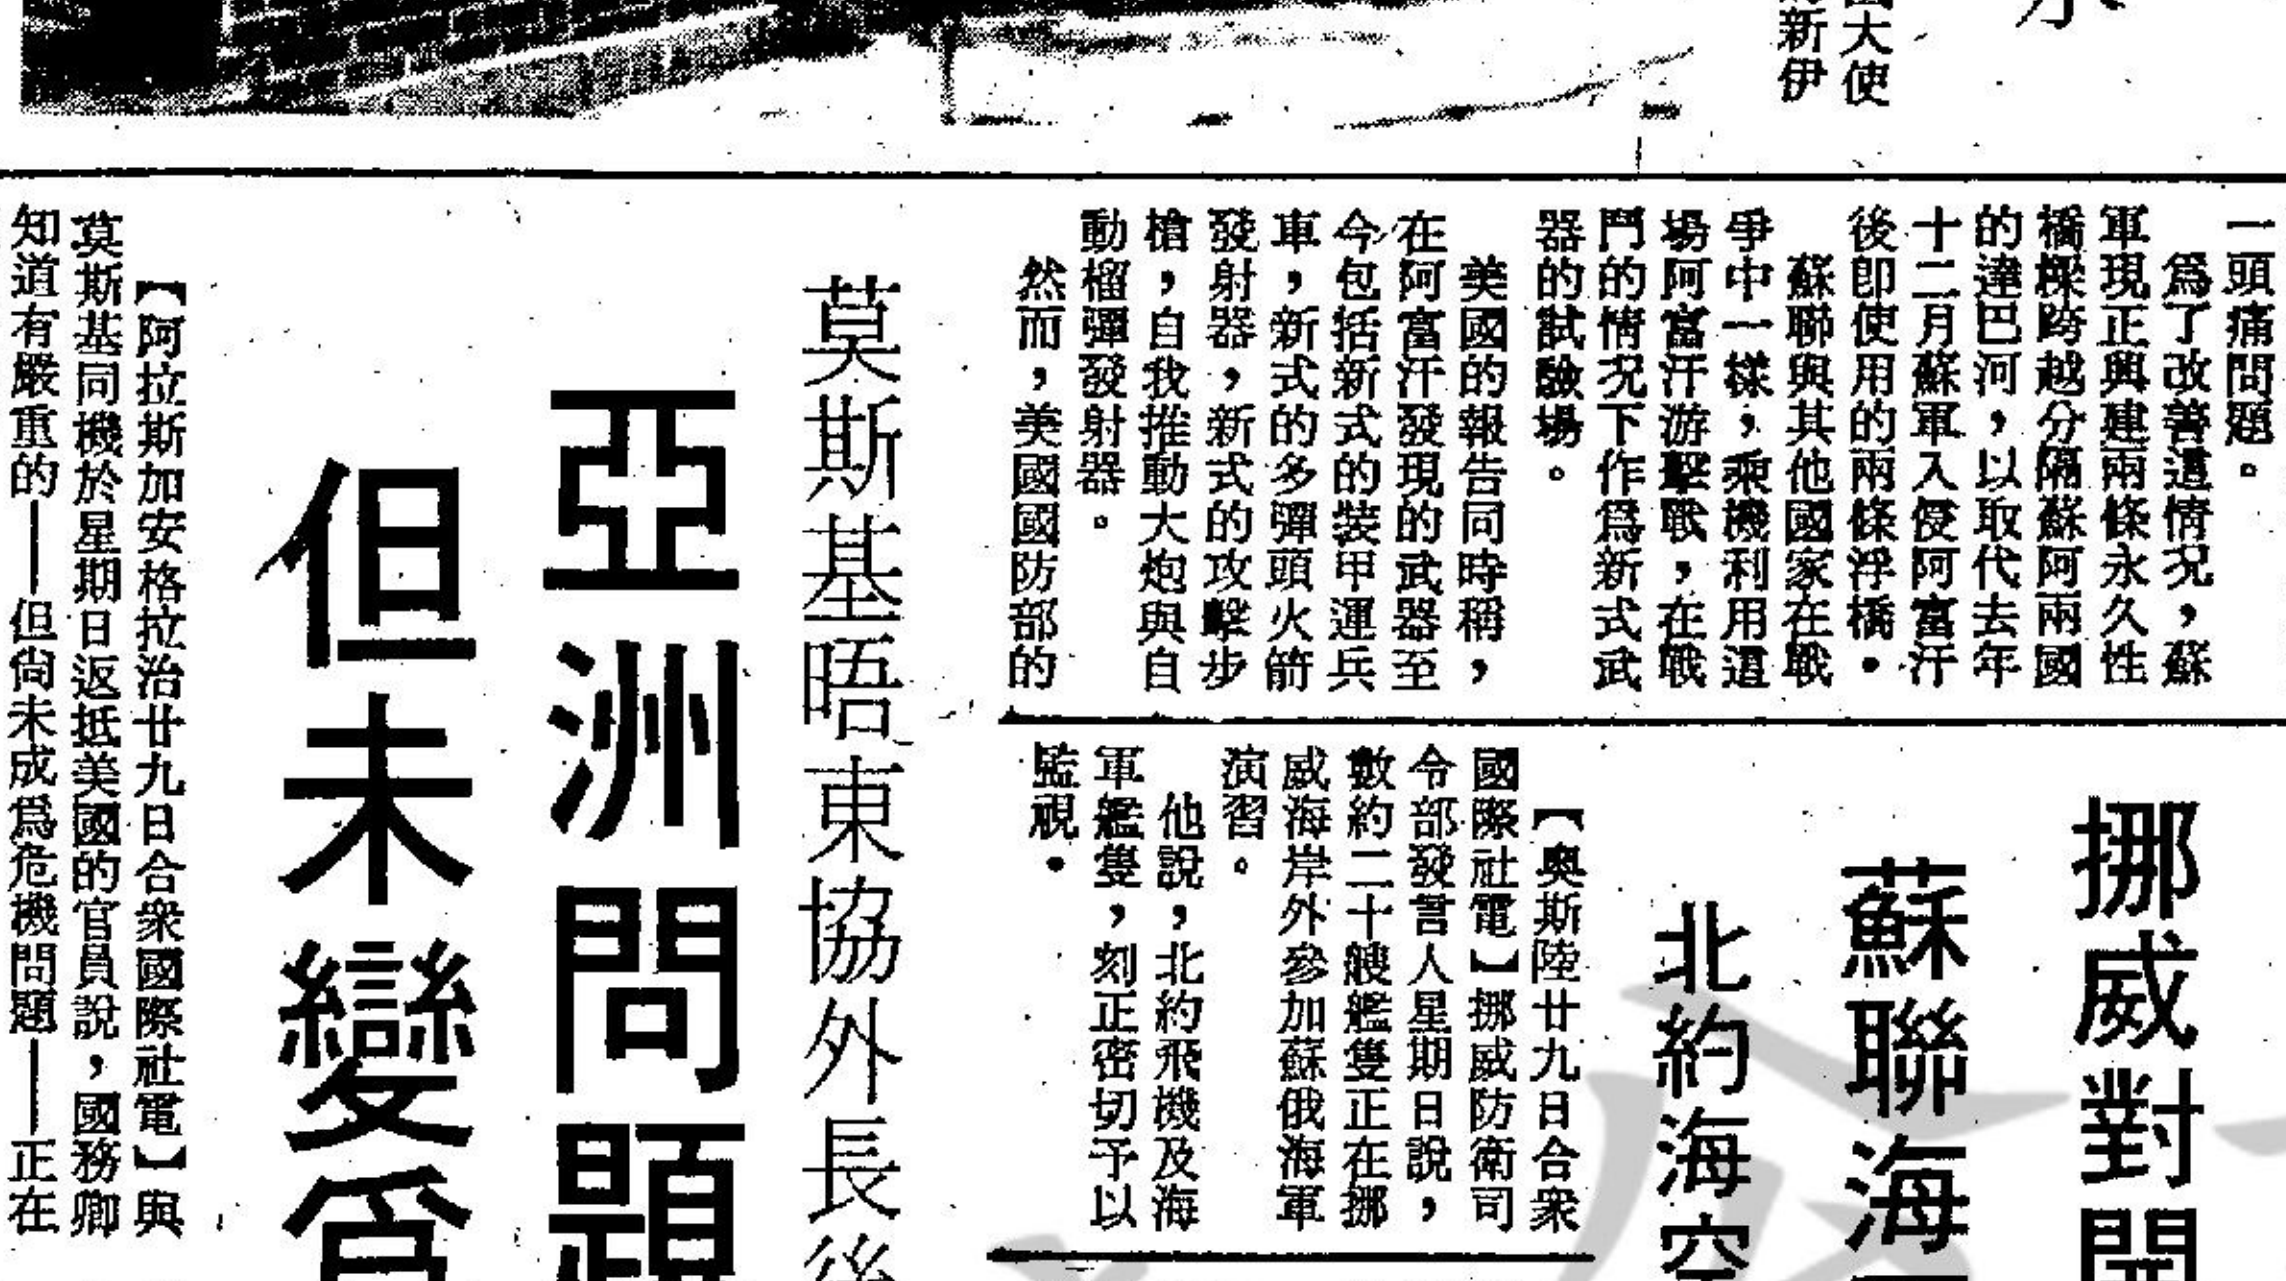 大使
新伊
一頭痛問題。
爲了改善這情況，蘇
軍現正興建兩條永久性
橋樑跨越分隔蘇阿兩國
的達巴河，以取代去年
十二月蘇軍入侵阿富汗
後卽使用的兩條浮橋。
蘇聯與其他國家在戰
爭中一樣，乘機利用這
場阿富汗游擊戰，在戰
鬥的情況下作爲新式武
器的試驗場。
美國的報告同時稱，
在阿富汗發現的武器至
今包括新式的裝甲運兵
車，新式的多彈頭火箭
發射器，新式的攻擊步
槍，自我推動大炮與自
動榴彈發射器。
然而，美國國防部的
挪威對開
蘇聯海
北約海空
【奧斯陸廿九日合衆
國際社電】挪威防衛司
令部發言人星期日說，
數約二十艘艦隻正在挪
威海岸外參加蘇俄海軍
演習。
他說，北約飛機及海
軍艦隻，刻正密切予以
監視。
莫斯基晤東協外長後
亞洲問題
但未變爲
【阿拉斯加安格拉治廿九日合衆國際社電】與
莫斯基同機於星期日返抵美國的官員說，國務卿
知道有嚴重的——但尙未成爲危機問題——正在